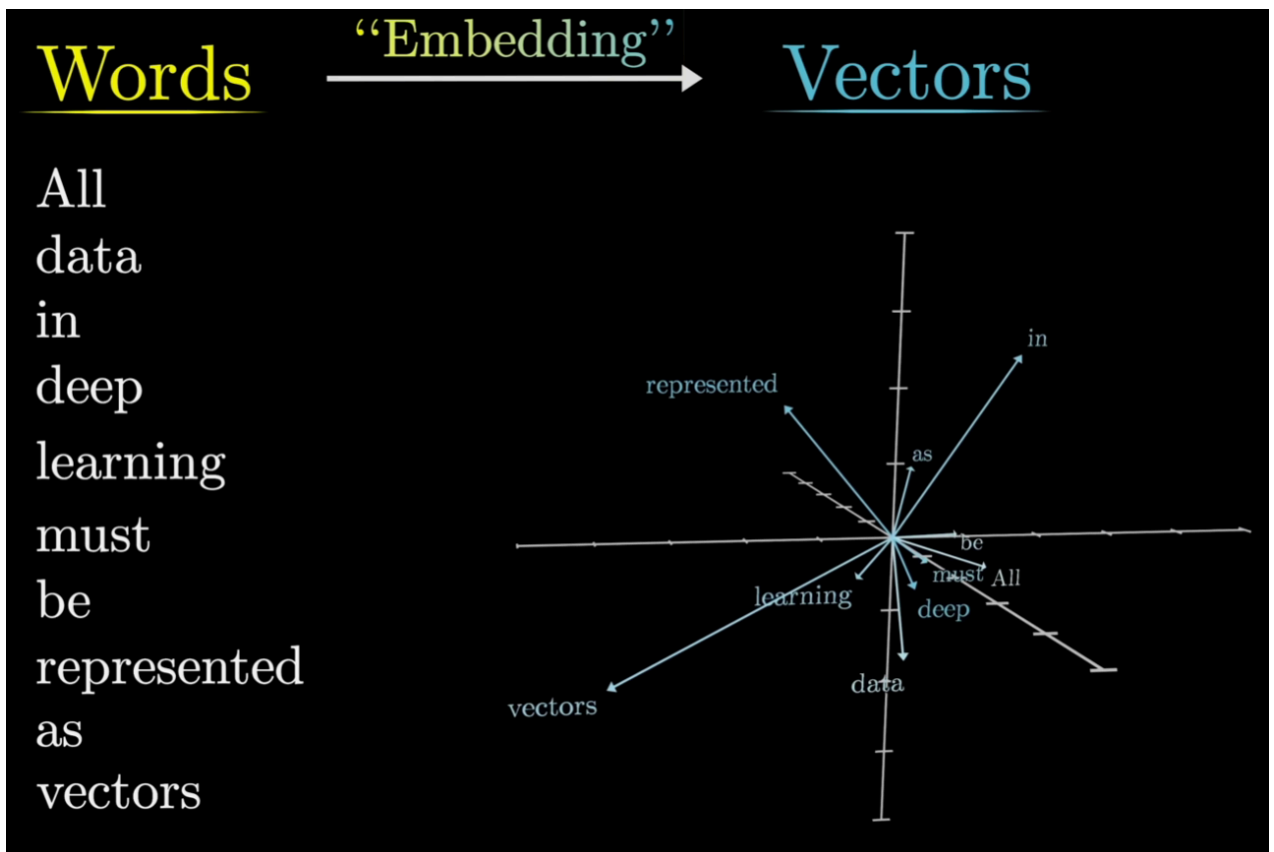 Words
“Embedding”
Vectors
All
data
in
deep
learning
must
be
represented
as
vectors
in
represented
as
be
must
All
learning
deep
data
vectors